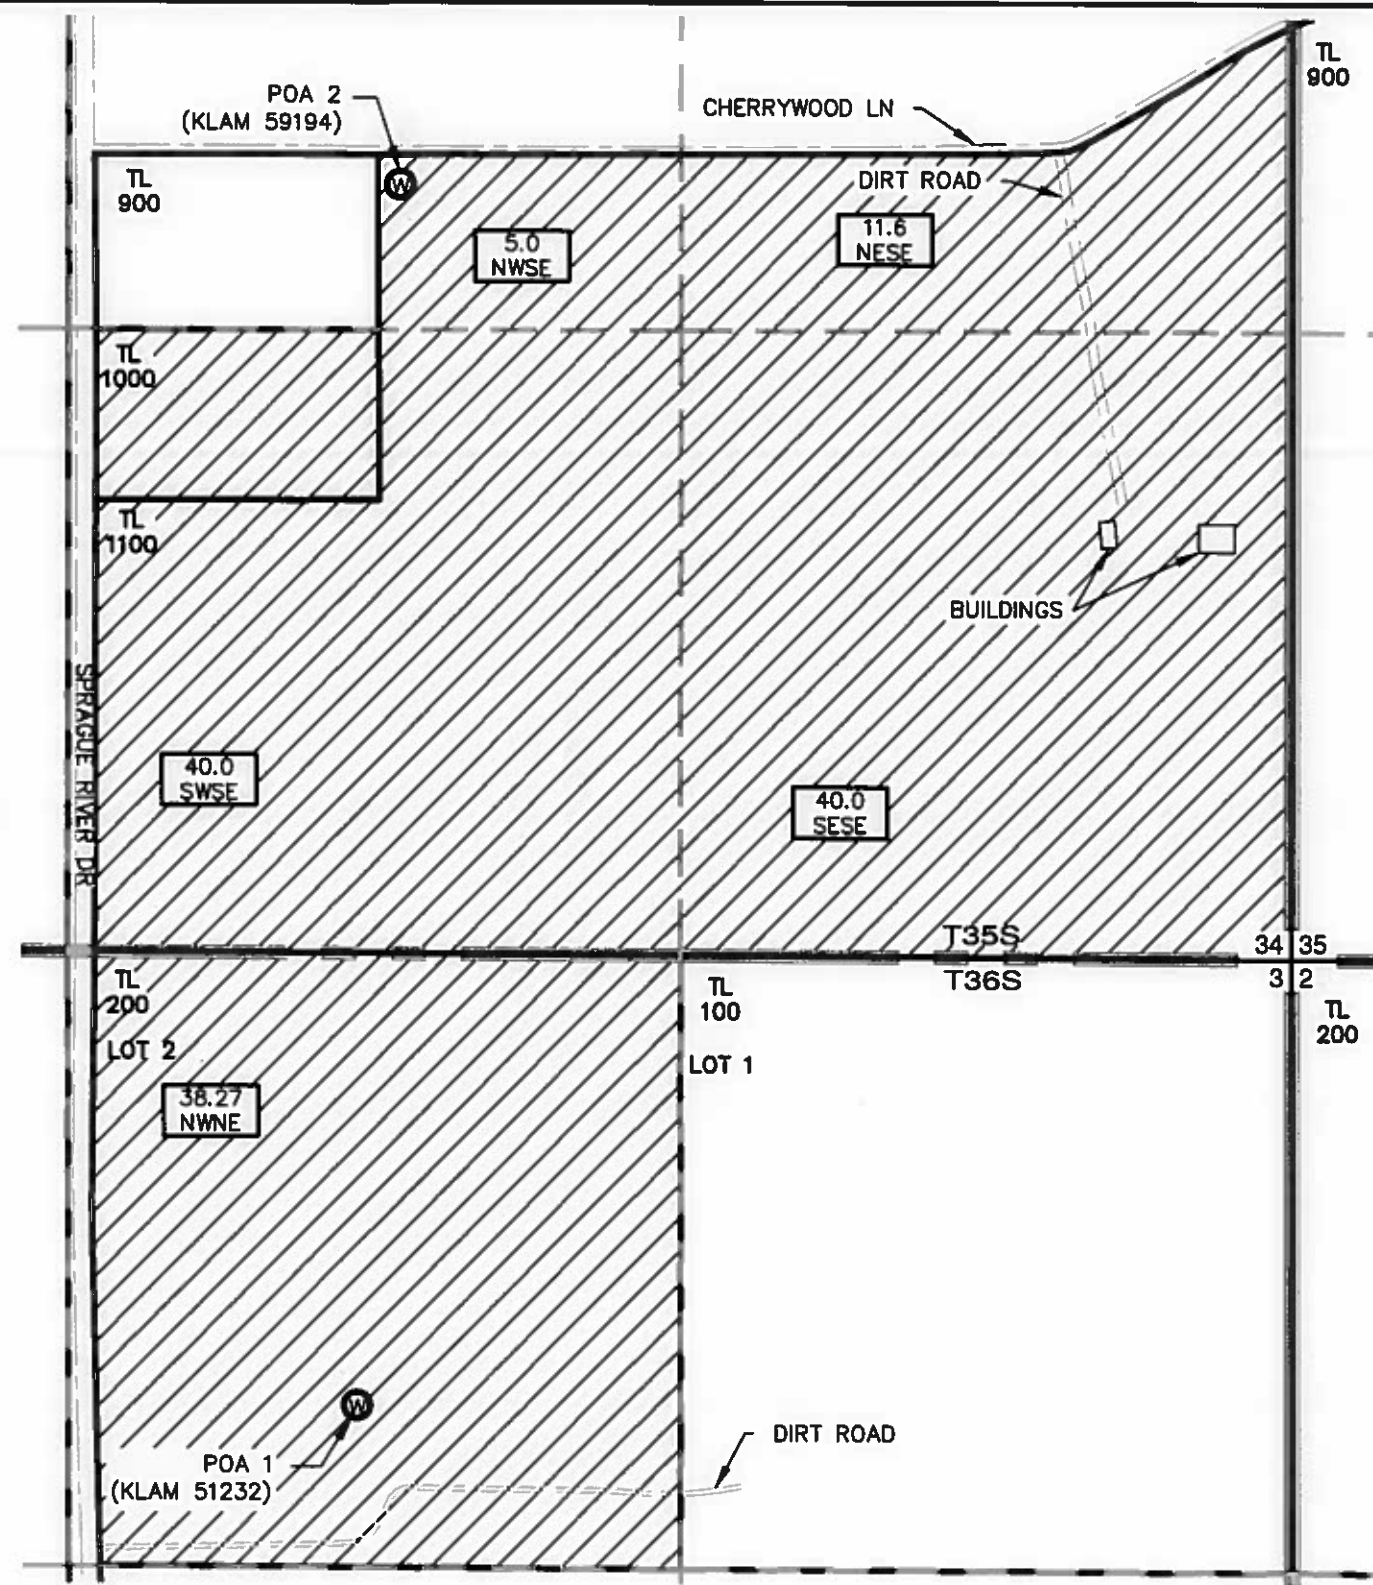 TL
900
POA 2
(KLAM 59194)
CHERRYWOOD LN
TL
900
W
DIRT ROAD
5.0
NWSE
11.6
NESE
TL
1000
TL
1100
BUILDINGS
SPRAGUE RIVER DR
40.0
SWSE
40.0
SESE
T35S
34 35
T36S
3 2
TL
200
TL
100
TL
200
LOT 2
LOT 1
38.27
NWNE
W
POA 1
(KLAM 51232)
DIRT ROAD